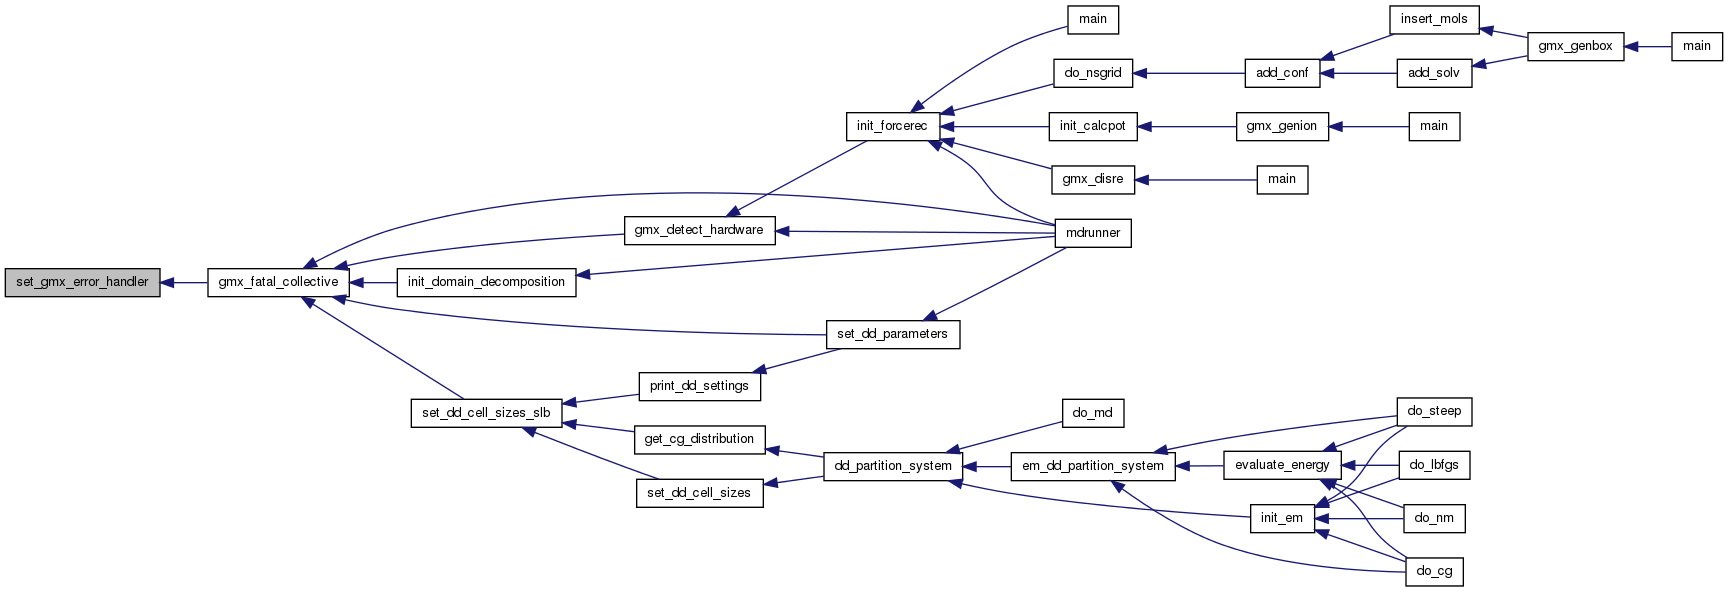 main
insert_mols
gmx_genbox
main
do_nsgrid
add_conf
add_solv
init_forcerec
init_calcpot
gmx_genion
main
gmx_disre
main
gmx_detect_hardware
mdrunner
set_gmx_error_handler
gmx_fatal_collective
init_domain_decomposition
set_dd_parameters
print_dd_settings
set_dd_cell_sizes_slb
do_md
do_steep
get_cg_distribution
dd_partition_system
em_dd_partition_system
evaluate_energy
do_lbfgs
set_dd_cell_sizes
init_em
do_nm
do_cg